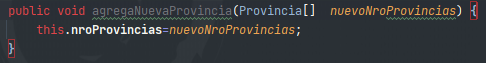 public void agregaNuevaProvincia(Provincia[]  nuevoNroProvincias) {
    this.nroProvincias=nuevoNroProvincias;
}